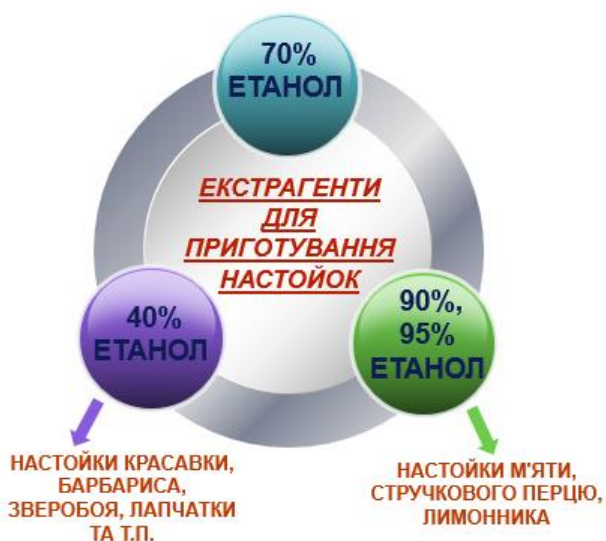 70%
ЕТАНОЛ
ЕКСТРАГЕНТИ
ДЛЯ
ПРИГОТУВАННЯ
НАСТОЙОК
40%
ЕТАНОЛ
90%,
95%
ЕТАНОЛ
НАСТОЙКИ КРАСАВКИ,
БАРБАРИСА,
ЗВЕРОБОЯ, ЛАПЧАТКИ
ТА Т.П.
НАСТОЙКИ М'ЯТИ,
СТРУЧКОВОГО ПЕРЦЮ,
ЛИМОННИКА